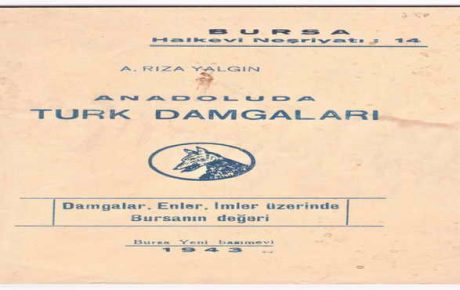 BURSA
Halkevi Neşriyatı : 14
A. RIZA YALGIN
ANADOLUDA
TURK DAMGALARI
Damgalar, Enler, İmler üzerinde
Bursanın değeri
Bursa Yeni basımevi
1943